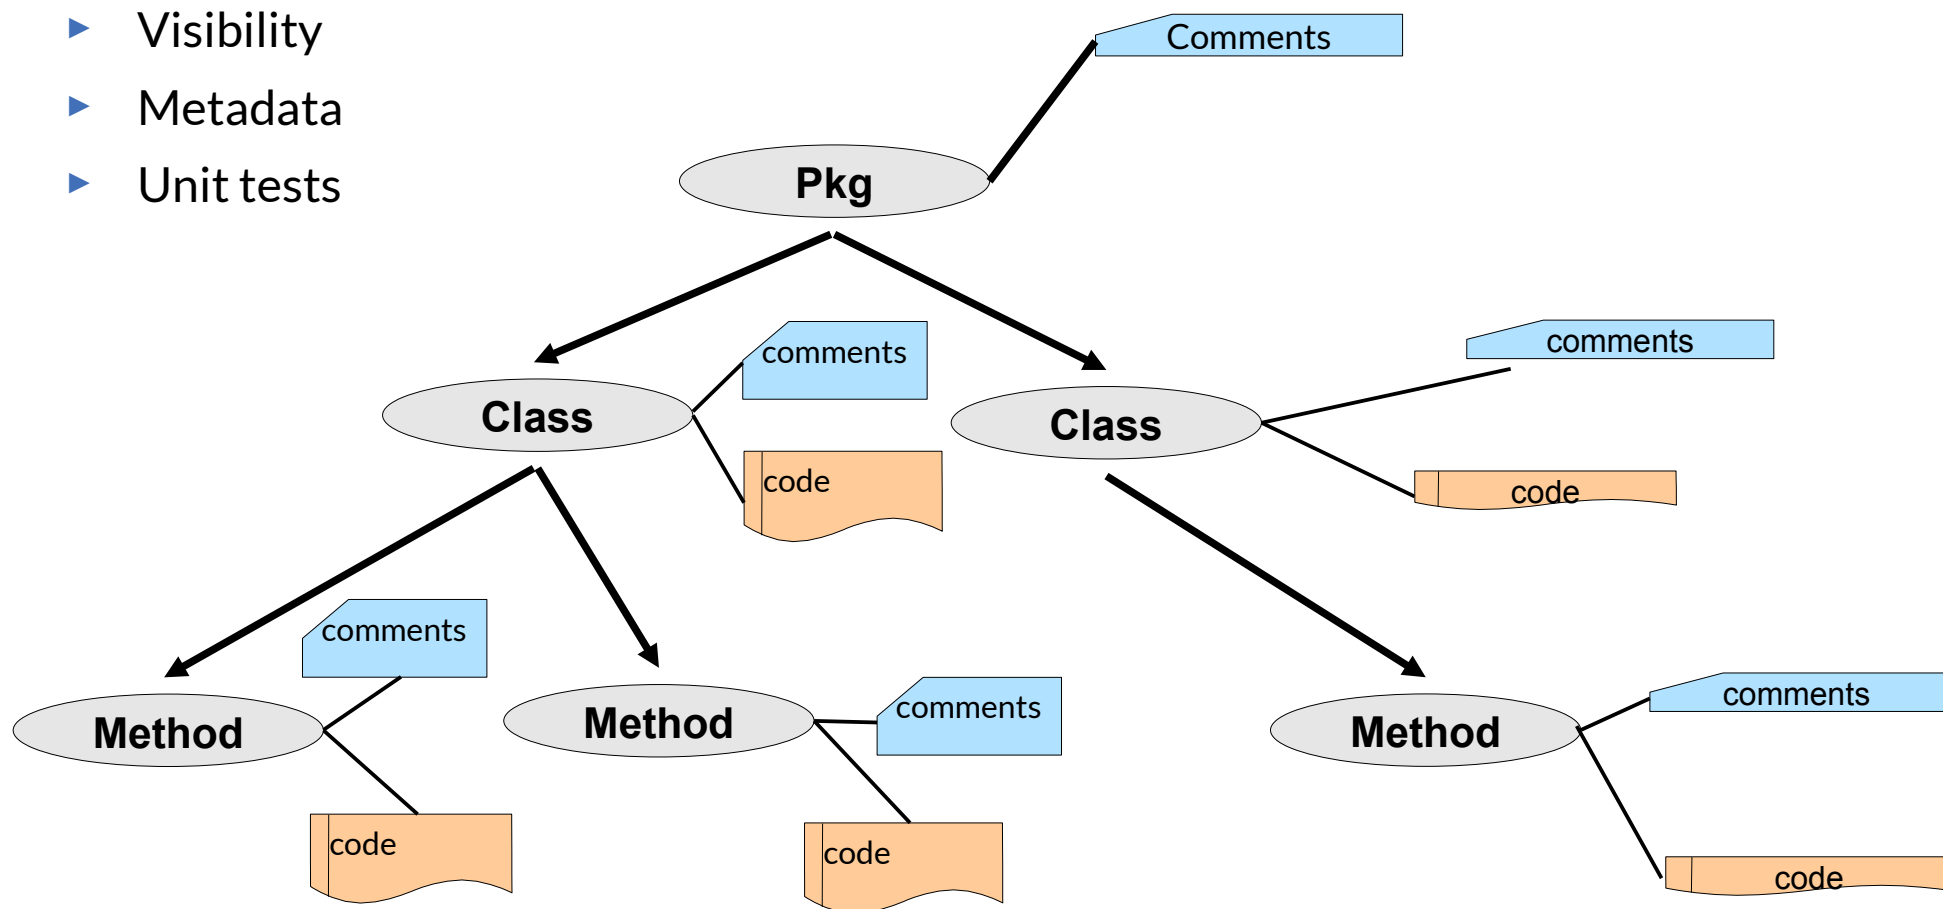 Visibility
Metadata
Unit tests
Comments
Pkg
comments
comments
Class
Class
code
code
comments
comments
comments
Method
Method
Method
code
code
code